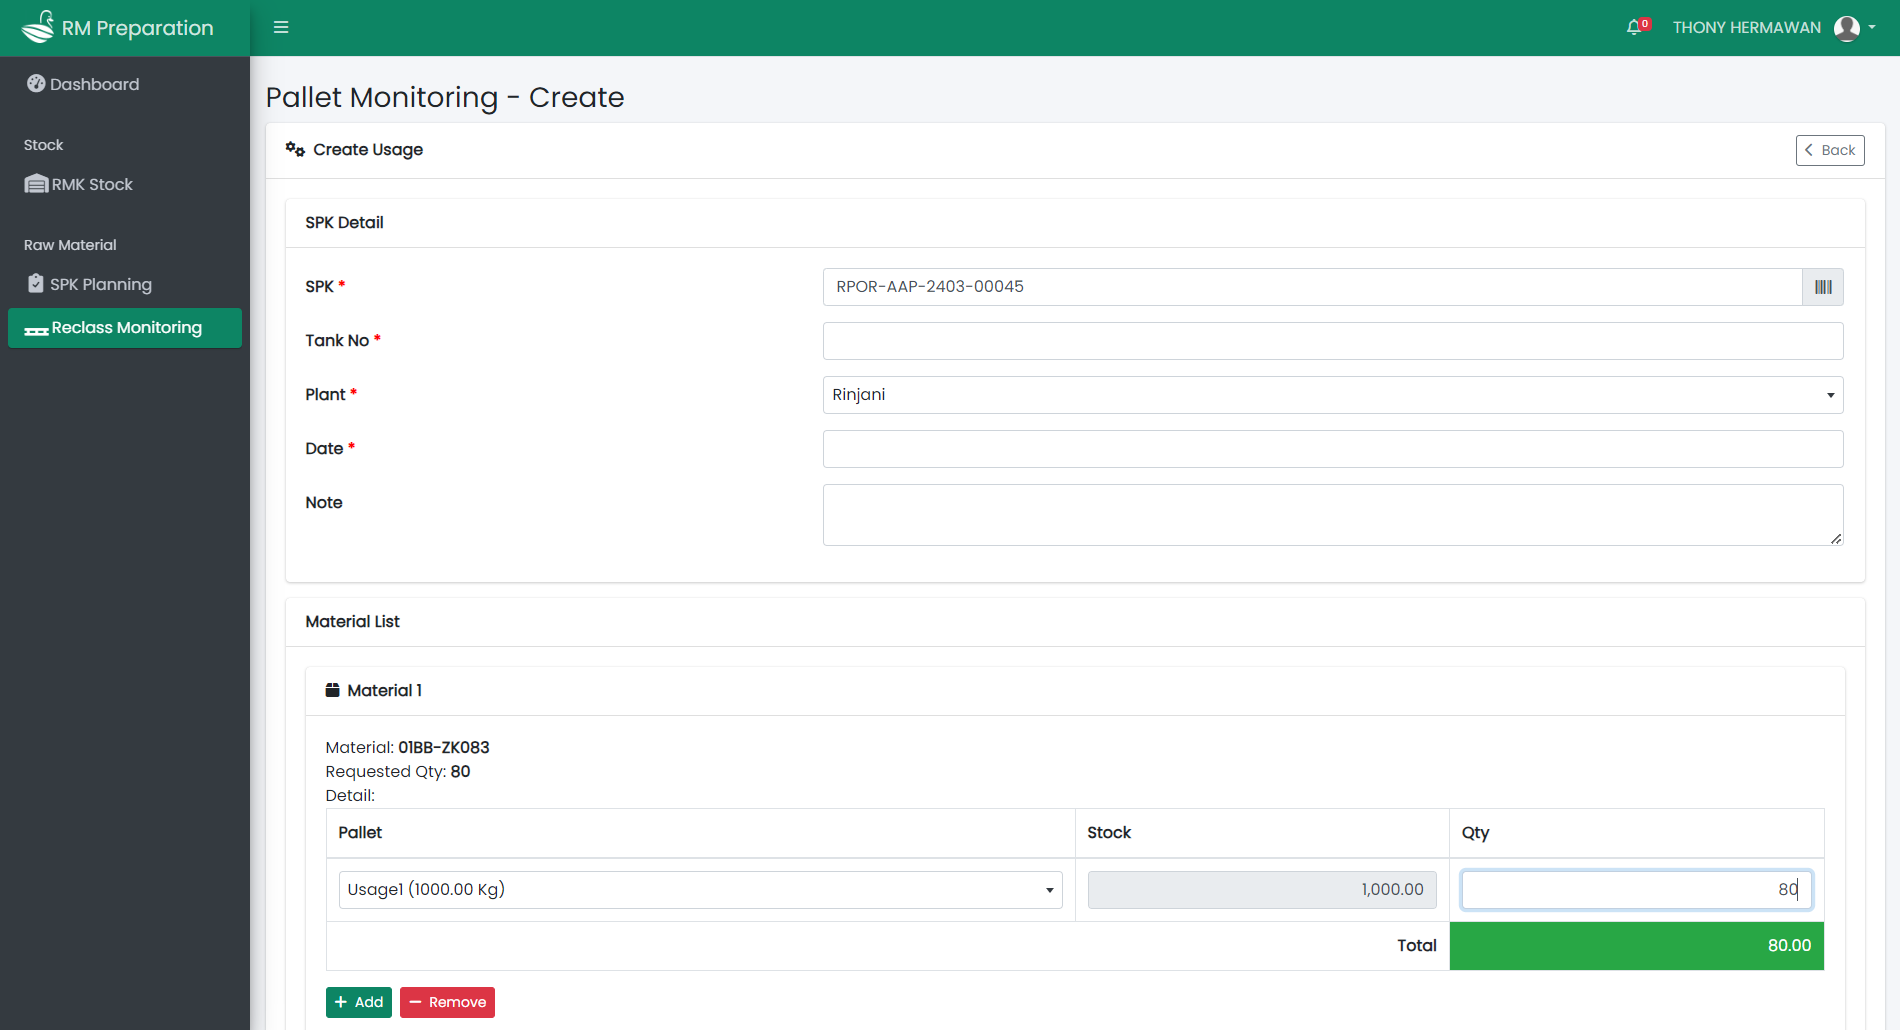 RM Preparation
0
THONY HERMAWAN
Dashboard
Stock
RMK Stock
Raw Material
SPK Planning
Reclass Monitoring
Pallet Monitoring - Create
Create Usage
Back
SPK Detail
SPK *
RPOR-AAP-2403-00045
Tank No *
Plant *
Rinjani
Date *
Note
Material List
Material 1
Material: 01BB-ZK083
Requested Qty: 80
Detail:
Pallet Stock Qty
Usage1 (1000.00 Kg) 1,000.00 80
Total 80.00
+ Add
− Remove